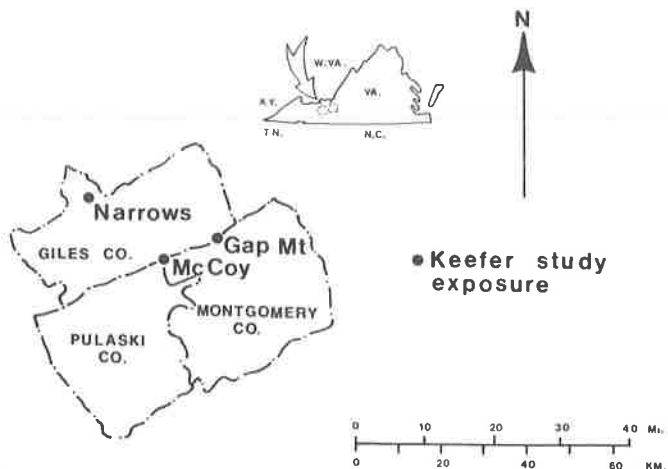 N
W.VA.
VA.
KY.
TN.
N.C.
Narrows
Gap Mt
GILES CO.
McCoy
Keefer study
exposure
MONTGOMERY
CO.
PULASKI
CO.
0 10 20 30 40 MI.
0 20 40 60 KM.